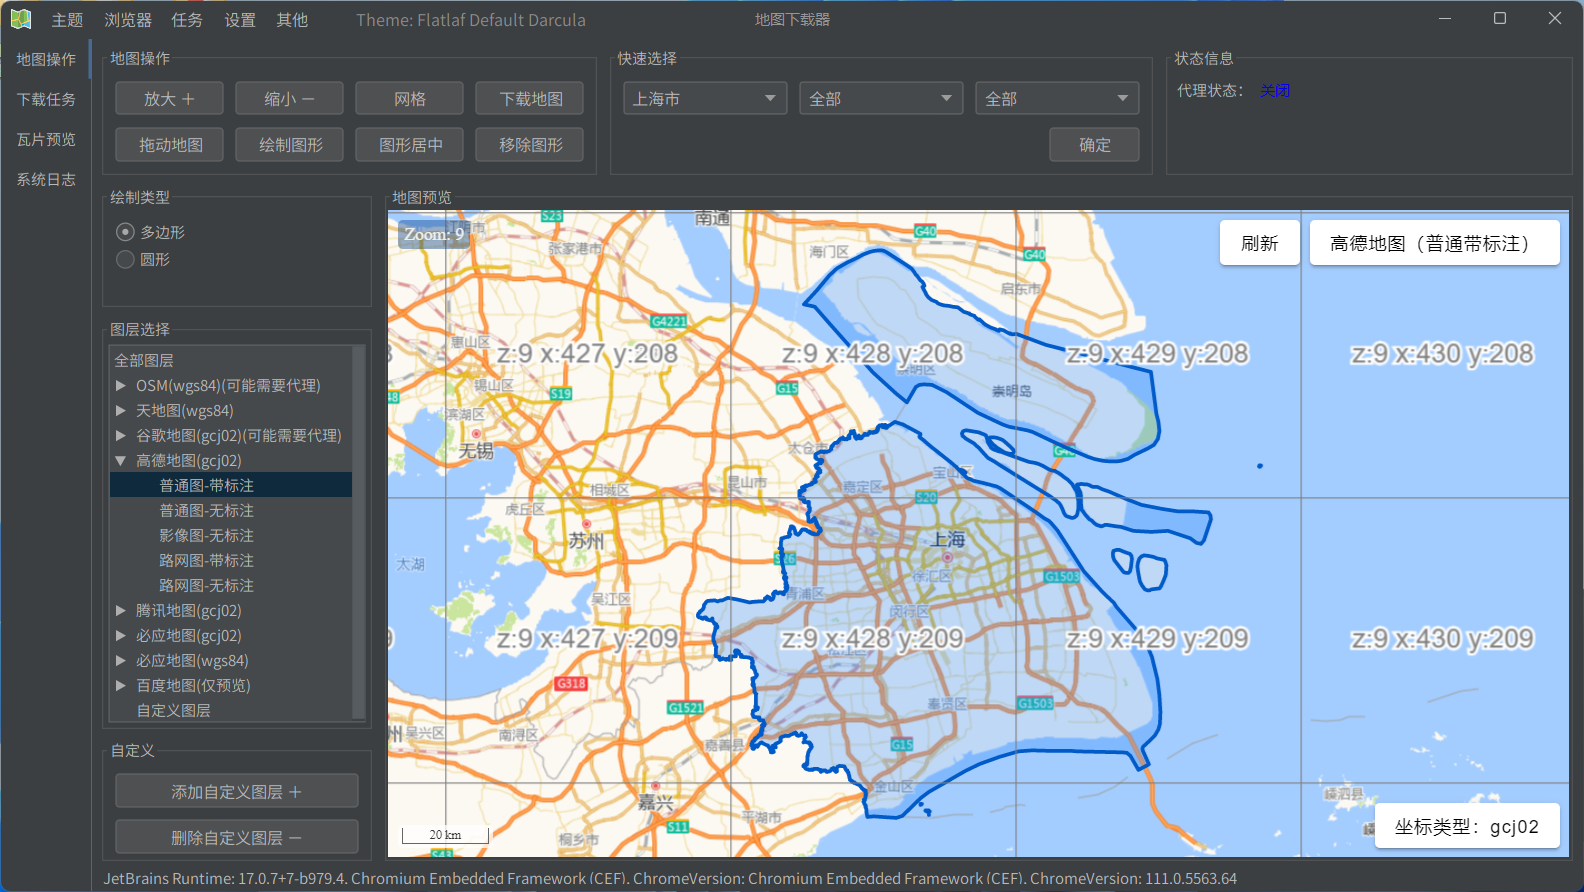 主题 浏览器 任务 设置 其他 Theme: Flatlaf Default Darcula 地图下载器
地图操作
下载任务
瓦片预览
系统日志
地图操作
放大 + 缩小 − 网格 下载地图
拖动地图 绘制图形 图形居中 移除图形
快速选择
上海市 全部 全部
确定
状态信息
代理状态： 关闭
绘制类型
多边形
圆形
图层选择
全部图层
OSM(wgs84)(可能需要代理)
天地图(wgs84)
谷歌地图(gcj02)(可能需要代理)
高德地图(gcj02)
普通图-带标注
普通图-无标注
影像图-无标注
路网图-带标注
路网图-无标注
腾讯地图(gcj02)
必应地图(gcj02)
必应地图(wgs84)
百度地图(仅预览)
自定义图层
自定义
添加自定义图层 +
删除自定义图层 −
地图预览
Zoom: 9
刷新 高德地图（普通带标注）
S23 南通
张家港市 海门区 G40
G40
启东市
G4221
惠山区
8 z:9 x:427 y:208 z:9 x:428 y:208 z:9 x:429 y:208 z:9 x:430 y:208
崇明区
锡山区 S19 G15 崇明岛
48
滨湖区
无锡 太仓市 G40
宝山区
相城区 昆山市 嘉定区
S20
虎丘区
苏州 上海
太湖 S26
徐汇区 G1503
吴江区 青浦区
闵行区
9 z:9 x:427 y:209 z:9 x:428 y:209 z:9 x:429 y:209 z:9 x:430 y:209
松江区
G318
G1521 奉贤区 G1503
州 吴兴区 南浔区 嘉善县 G15
金山区
嘉兴 嵊泗县
平湖市
S11
桐乡市
S43
20 km
坐标类型：gcj02
JetBrains Runtime: 17.0.7+7-b979.4, Chromium Embedded Framework (CEF), ChromeVersion: Chromium Embedded Framework (CEF), ChromeVersion: 111.0.5563.64